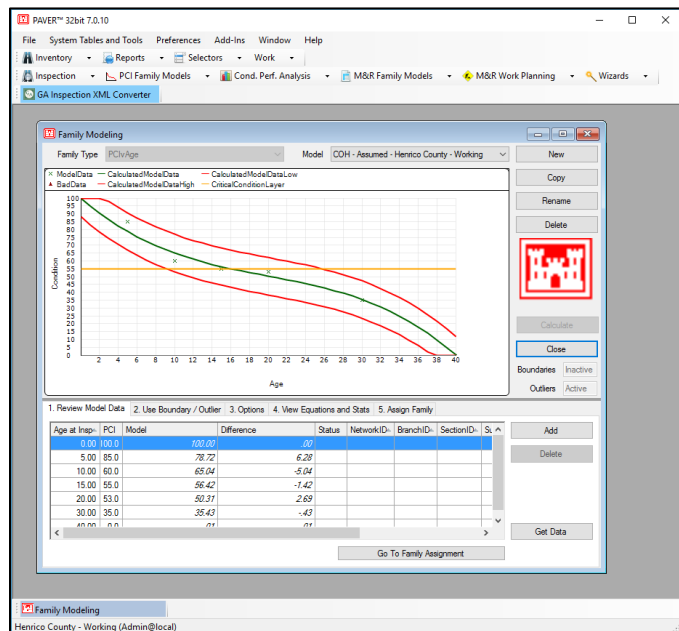 PAVER™ 32bit 7.0.10
File System Tables and Tools Preferences Add-Ins Window Help
Inventory Reports Selectors Work
Inspection PCI Family Models Cond. Perf. Analysis M&R Family Models M&R Work Planning Wizards
GA Inspection XML Converter
Family Modeling
Family Type PCIvAge Model COH - Assumed - Henrico County - Working New
ModelData CalculatedModelData CalculatedModelDataLow Copy
BadData CalculatedModelDataHigh CriticalConditionLayer
Rename
Delete
100
95
90
85
80
75
70
65
60
55
50
45
40
35
30
25
20
15
10
5
0
Condition
2 4 6 8 10 12 14 16 18 20 22 24 26 28 30 32 34 36 38 40
Age
Calculate
Close
Boundaries Inactive
Outliers Active
1. Review Model Data 2. Use Boundary / Outlier 3. Options 4. View Equations and Stats 5. Assign Family
Age at Insp PCI Model Difference Status NetworkID BranchID SectionID Su Add
0.00 100.0 100.00 .00
5.00 85.0 78.72 6.28 Delete
10.00 60.0 65.04 -5.04
15.00 55.0 56.42 -1.42
20.00 53.0 50.31 2.69
30.00 35.0 35.43 -.43
40.00 .0 .01 -.01
Get Data
Go To Family Assignment
Family Modeling
Henrico County - Working (Admin@local)